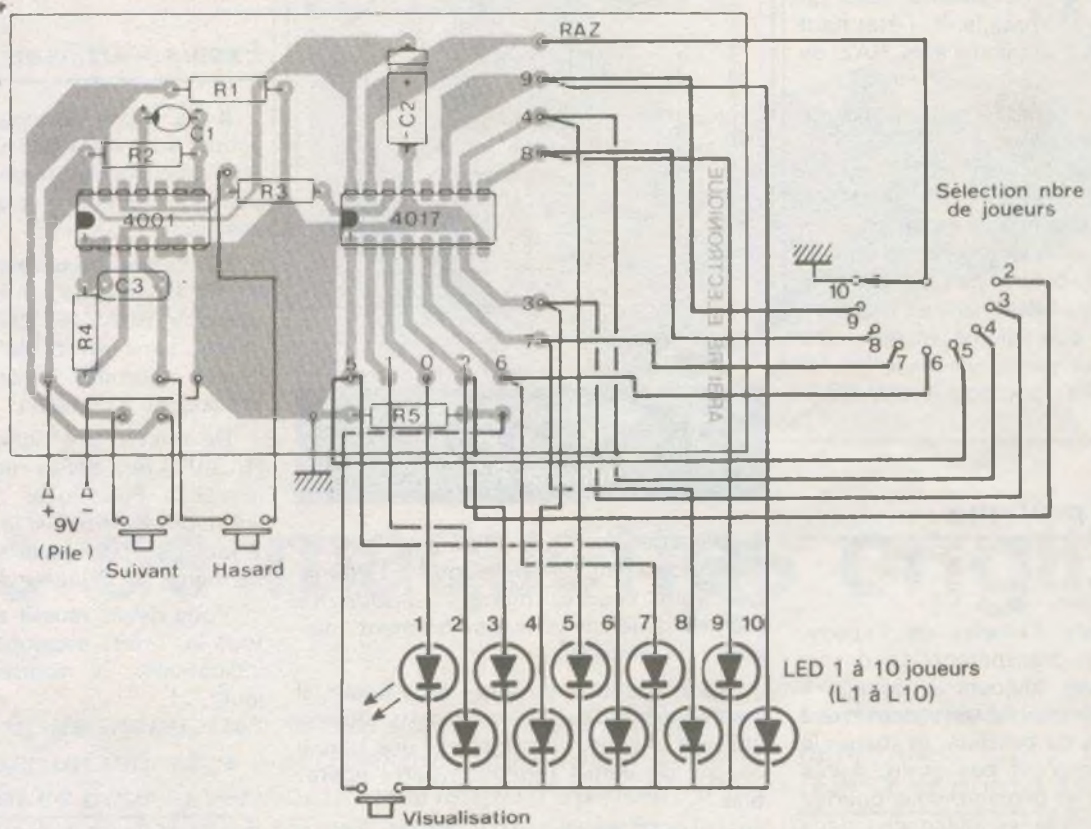 RAZ
R1
9
C1
C2
4
R2
8
R3
4001
4017
ARBITRE ELECTRONIQUE
Sélection nbre
de joueurs
C3
R4
10
2
3
9
3
4
8
7
7
6
5
5
1
0
6
R5
+
-
9V
(Pile)
Suivant
Hasard
1 2 3 4 5 6 7 8 9 10
LED 1 à 10 joueurs
(L1 à L10)
Visualisation